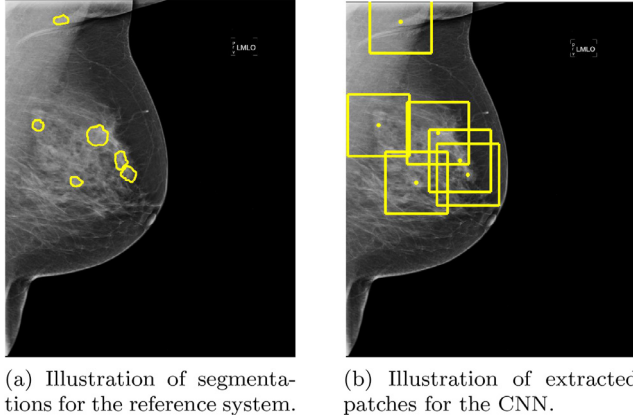 LMLO
LMLO
(a) Illustration of segmenta-
tions for the reference system.
(b) Illustration of extracted
patches for the CNN.